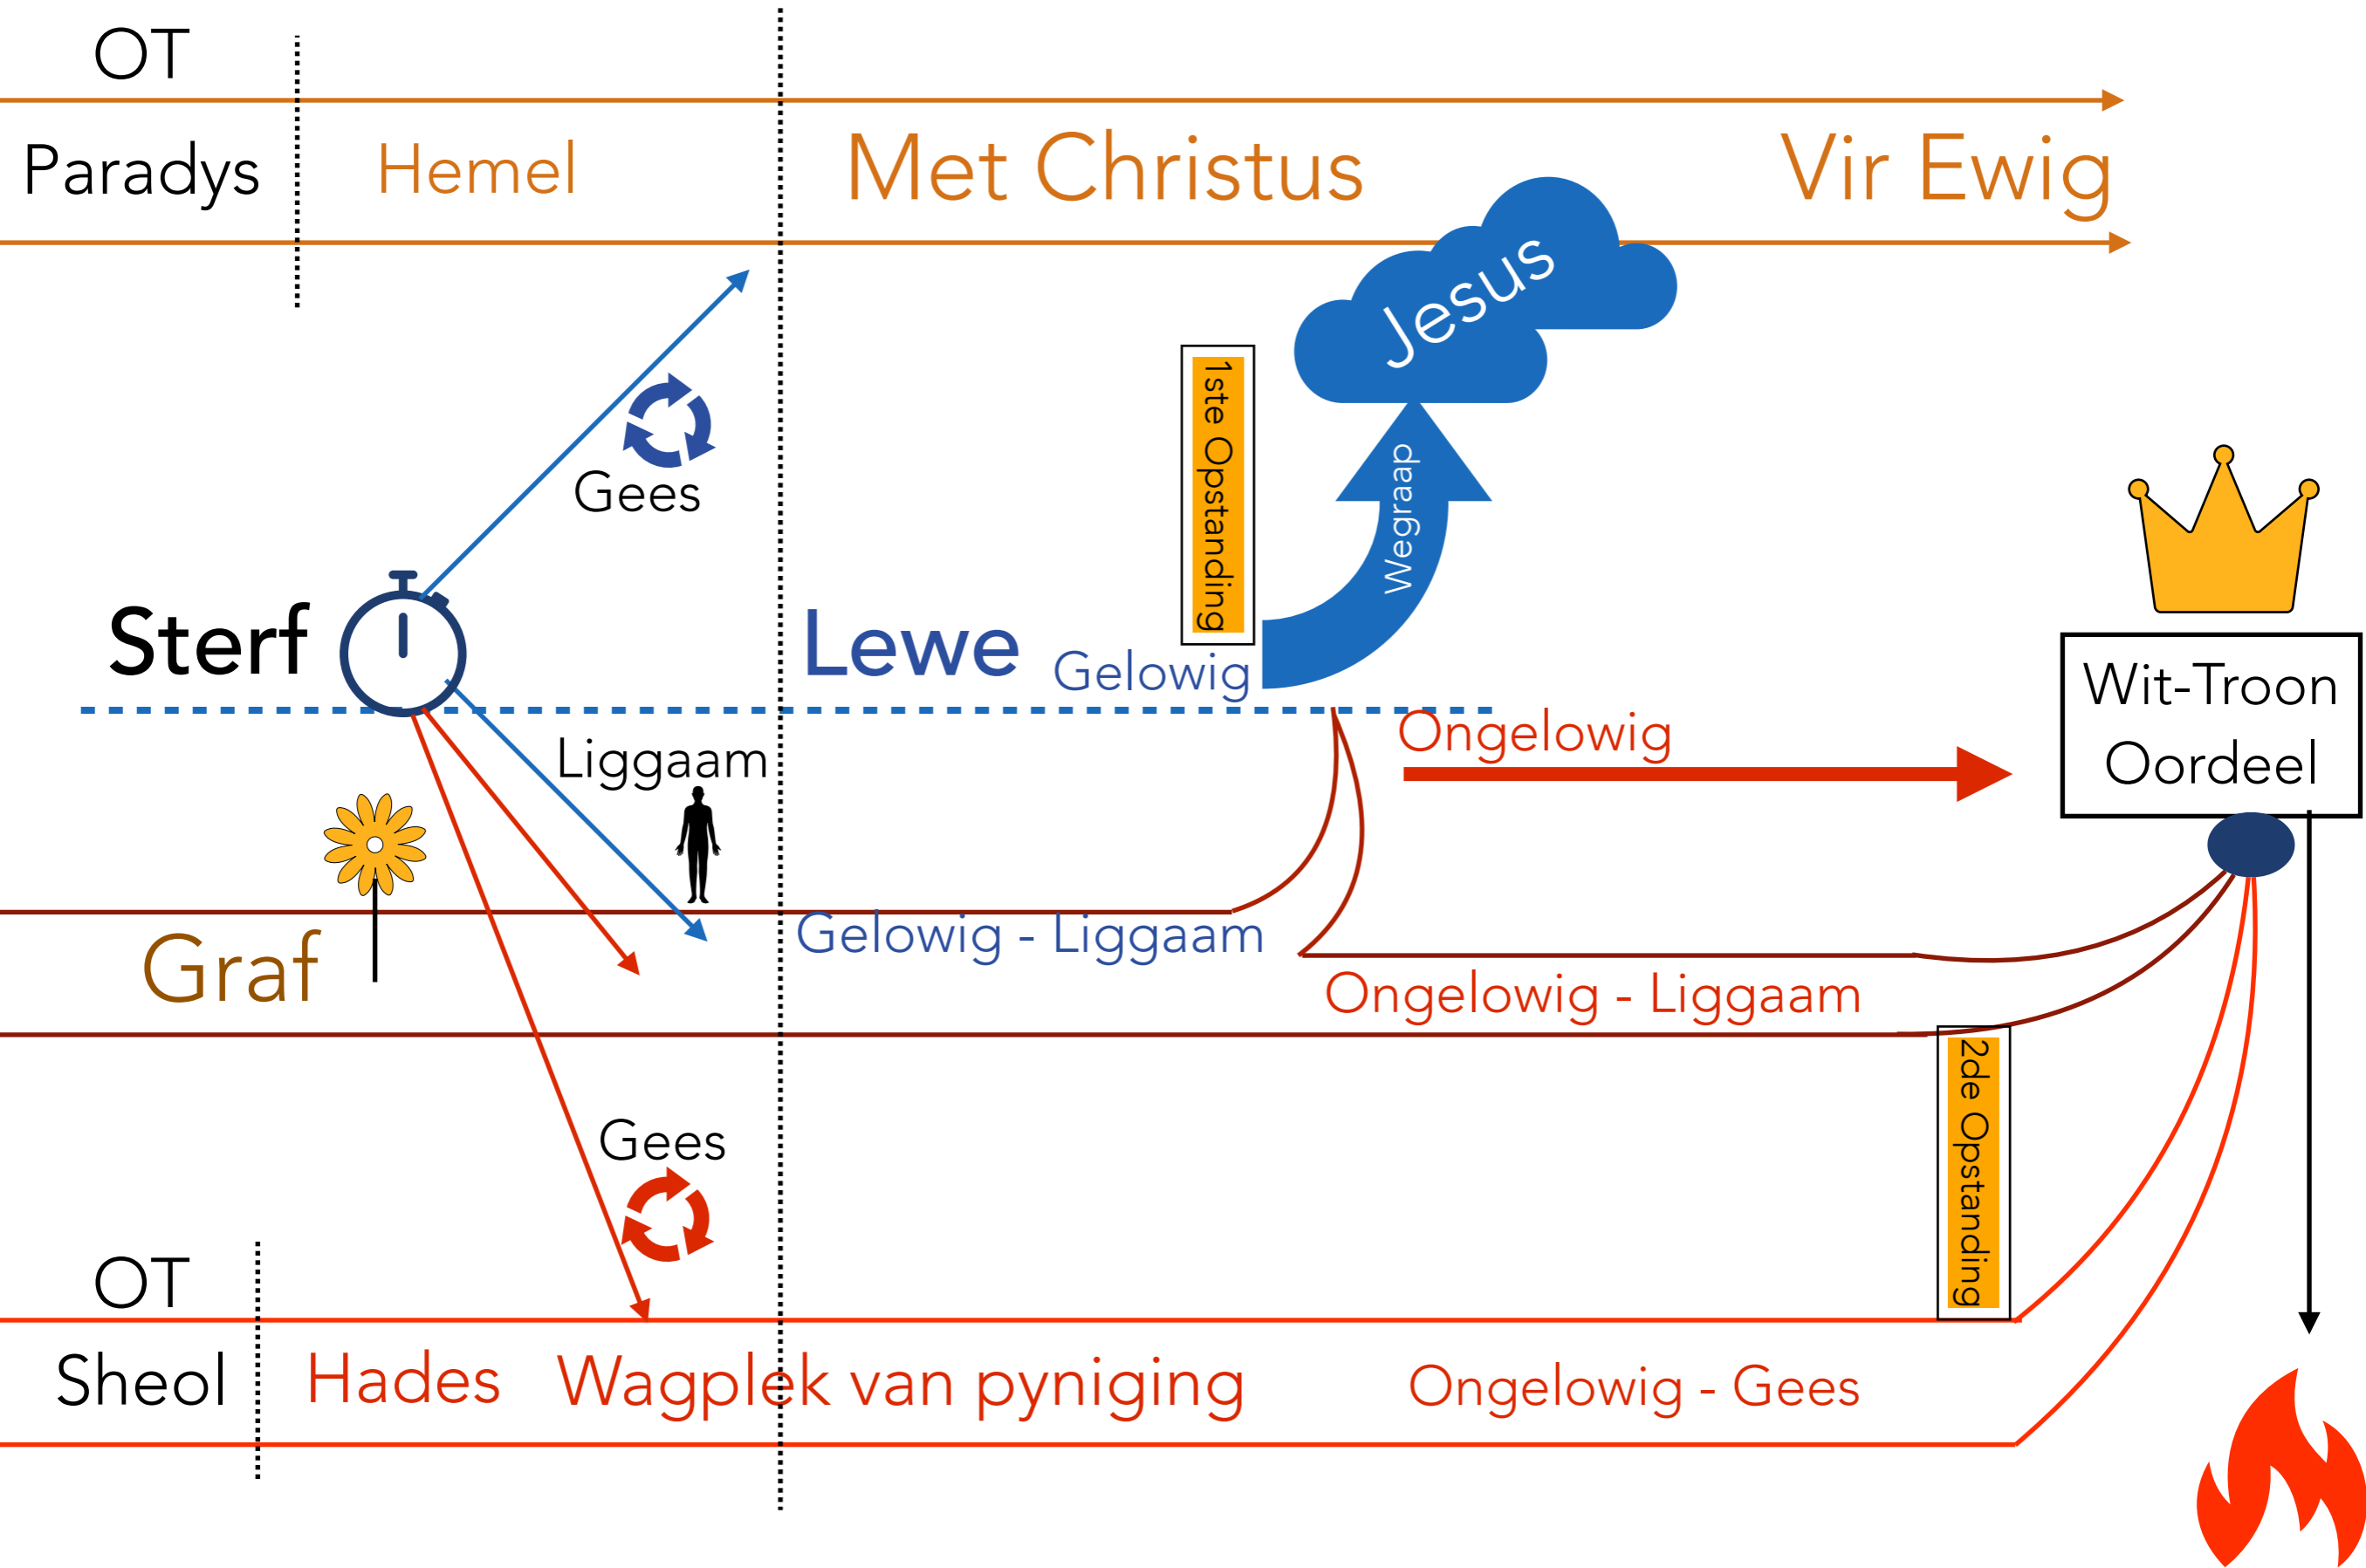 OT
Paradys
Hemel
Met Christus
Vir Ewig
Jesus
1ste Opstanding
Wegraap
Gees
Sterf
Lewe
Gelowig
Wit-Troon
Oordeel
Ongelowig
Liggaam
Graf
Gelowig - Liggaam
Ongelowig - Liggaam
2de Opstanding
Gees
OT
Sheol
Hades
Wagplek van pyniging
Ongelowig - Gees